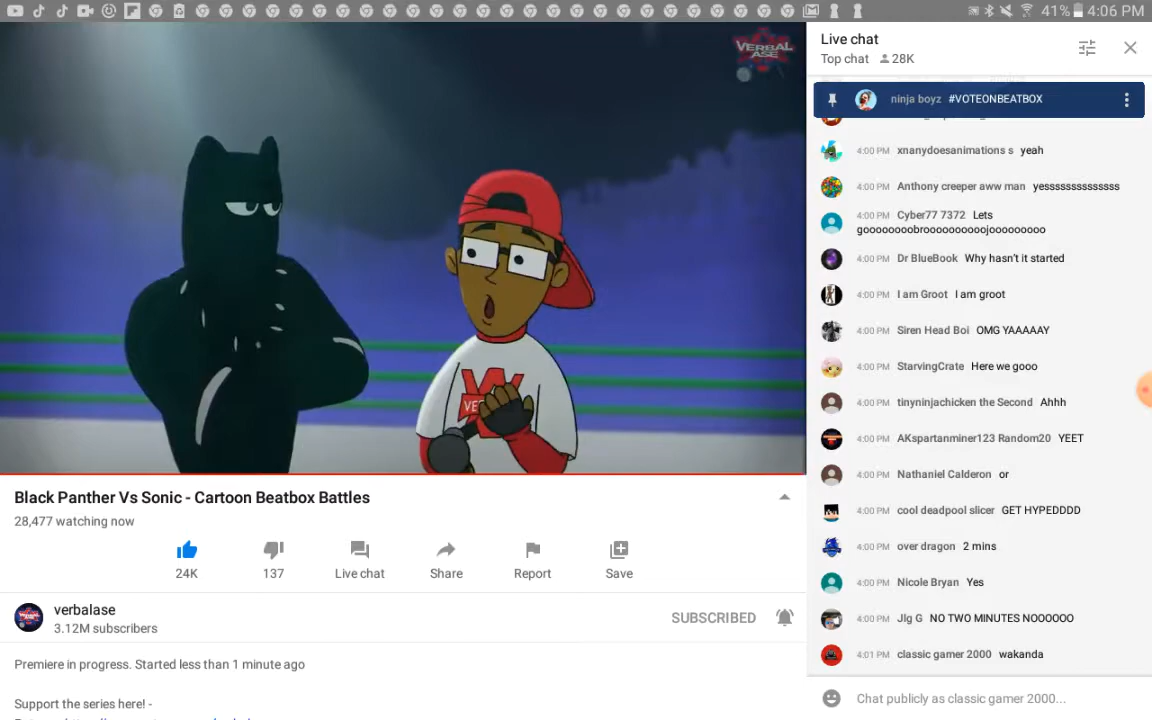 41% 4:06 PM
VERBAL
ASE
Live chat
Top chat 28K
ninja boyz #VOTEONBEATBOX
4:00 PM xnanydoesanimations s yeah
4:00 PM Anthony creeper aww man yesssssssssssss
4:00 PM Cyber77 7372 Lets
4:00 PM Dr BlueBook Why hasn't it started
4:00 PM I am Groot I am groot
4:00 PM Siren Head Boi OMG YAAAAY
4:00 PM StarvingCrate Here we gooo
4:00 PM tinyninjachicken the Second Ahhh
4:00 PM AKspartanminer123 Random20 YEET
4:00 PM Nathaniel Calderon or
4:00 PM cool deadpool slicer GET HYPEDDDD
4:00 PM over dragon 2 mins
4:00 PM Nicole Bryan Yes
4:00 PM Jlg G NO TWO MINUTES NOOOOOO
4:01 PM classic gamer 2000 wakanda
Chat publicly as classic gamer 2000...
Black Panther Vs Sonic - Cartoon Beatbox Battles
28,477 watching now
24K 137 Live chat Share Report Save
verbalase
3.12M subscribers
SUBSCRIBED
Premiere in progress. Started less than 1 minute ago
Support the series here! -